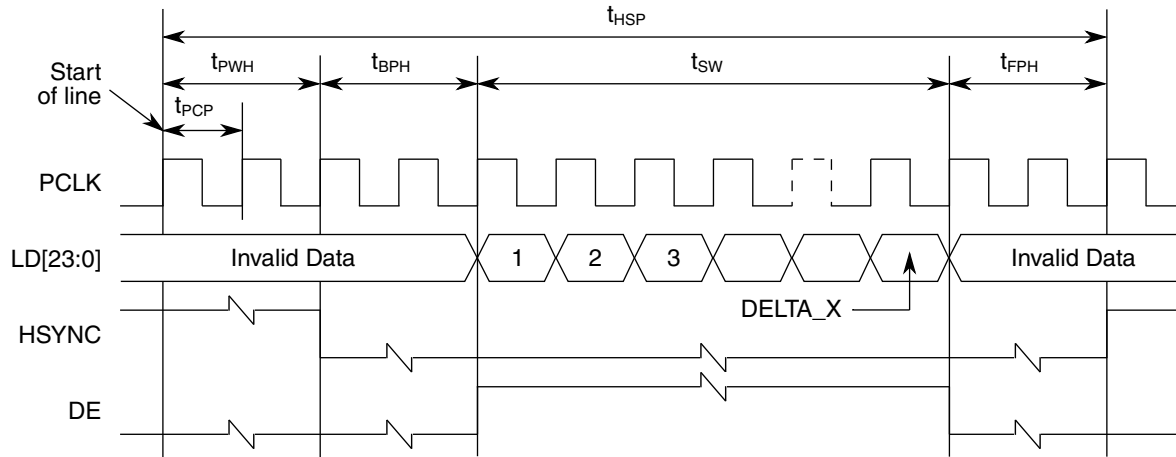 tHSP
tPWH tBPH tSW tFPH
Start
of line
tPCP
PCLK
LD[23:0] Invalid Data 1 2 3 Invalid Data
DELTA_X
HSYNC
DE